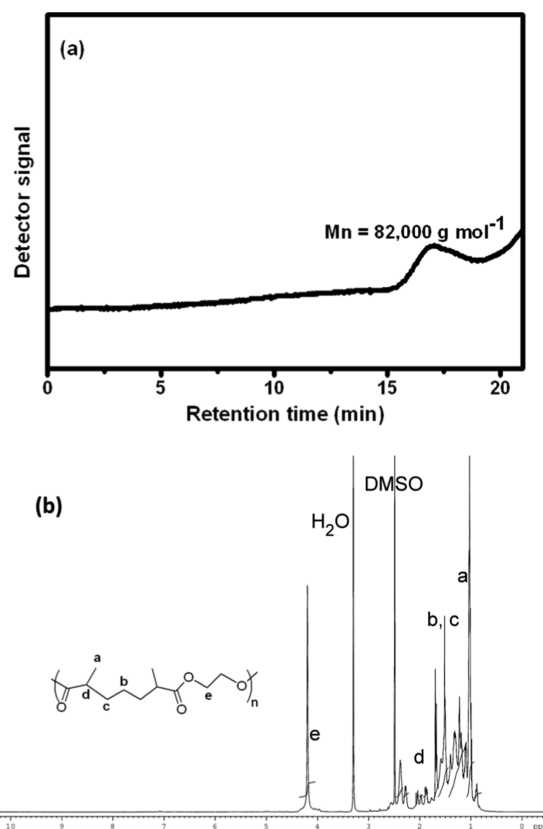 (a)
Detector signal
Mn = 82,000 g mol-1
0 5 10 15 20
Retention time (min)
(b)
DMSO
H2O
a
b, c
a
b
d
c
O
O
O
e
O
n
e
d
10 9 8 7 6 5 4 3 2 1 0 pp